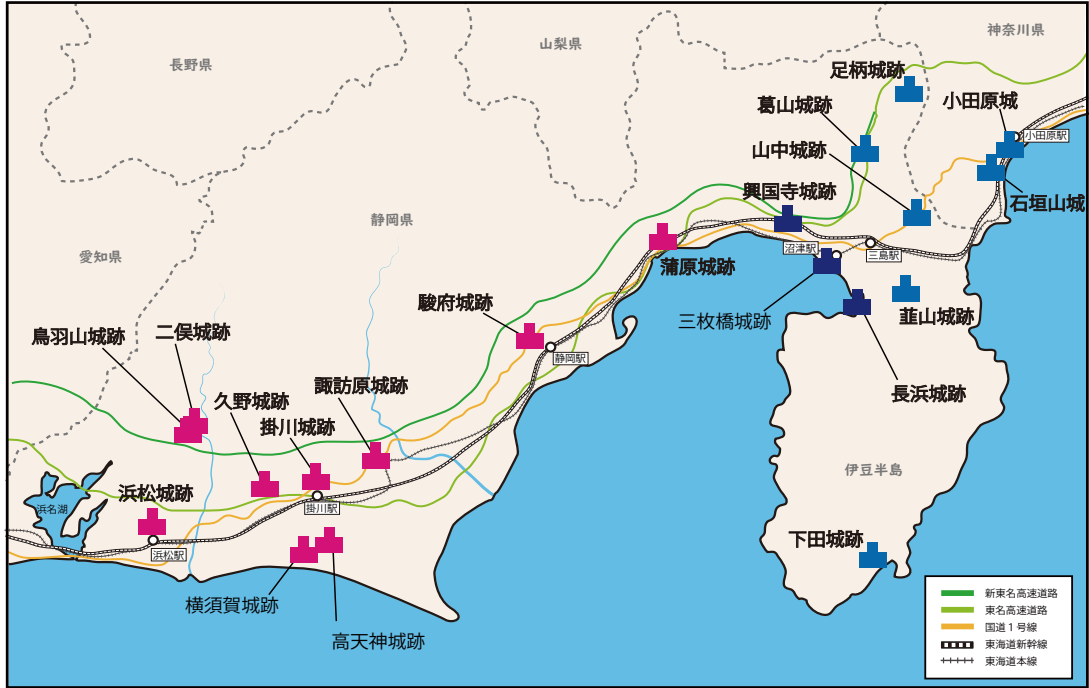 神奈川県
山梨県
長野県
足柄城跡
葛山城跡
小田原城
小田原駅
山中城跡
興国寺城跡
石垣山城
静岡県
愛知県
沼津駅
三島駅
蒲原城跡
駿府城跡
三枚橋城跡
韮山城跡
鳥羽山城跡
二俣城跡
静岡駅
諏訪原城跡
久野城跡
長浜城跡
掛川城跡
伊豆半島
浜松城跡
浜名湖
掛川駅
下田城跡
浜松駅
横須賀城跡
高天神城跡
新東名高速道路
東名高速道路
国道1号線
東海道新幹線
東海道本線